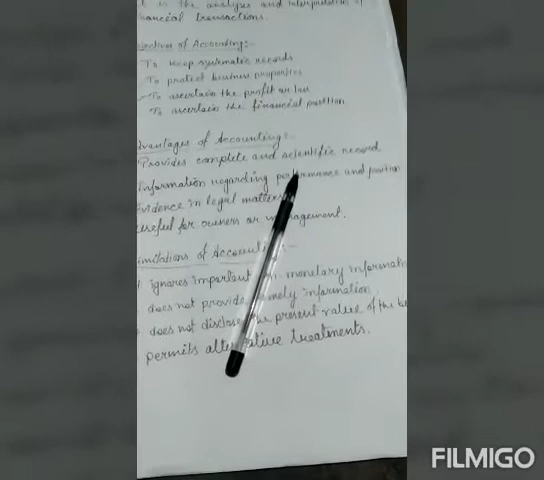 is the analysis and interpretation of
financial transactions.
Objectives of Accounting:-
To keep systematic records
To protect business properties
To ascertain the profit or loss
To ascertain the financial position
Advantages of Accounting:-
Provides complete and scientific record
Information regarding performance and position
Evidence in legal matters
Useful for owners or management.
Limitations of Accounting:-
ignores important non monetary informatio
does not provide timely information
does not disclose the present value of the
permits alternative treatments.
FILMIGO